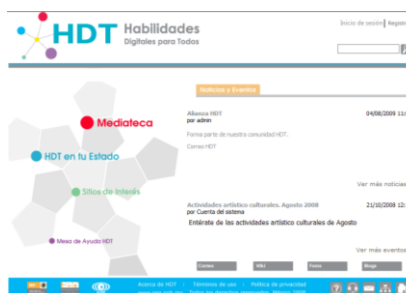 HDT Habilidades
Digitales para Todos
Inicio de sesión
Noticias y Eventos
Alianza HDT
por admin
04/08/2009
Forma parte de nuestra comunidad HDT.
Correo HDT
Ver más noticias
Actividades artístico culturales. Agosto 2008
por Cuenta del sistema
21/10/2008
Entérate de las actividades artístico culturales de Agosto
Ver más eventos
Mediateca
HDT en tu Estado
Sitios de Interés
Mesa de Ayuda HDT
Correo Wiki Foros Blogs
Acerca de HDT Términos de uso Política de privacidad